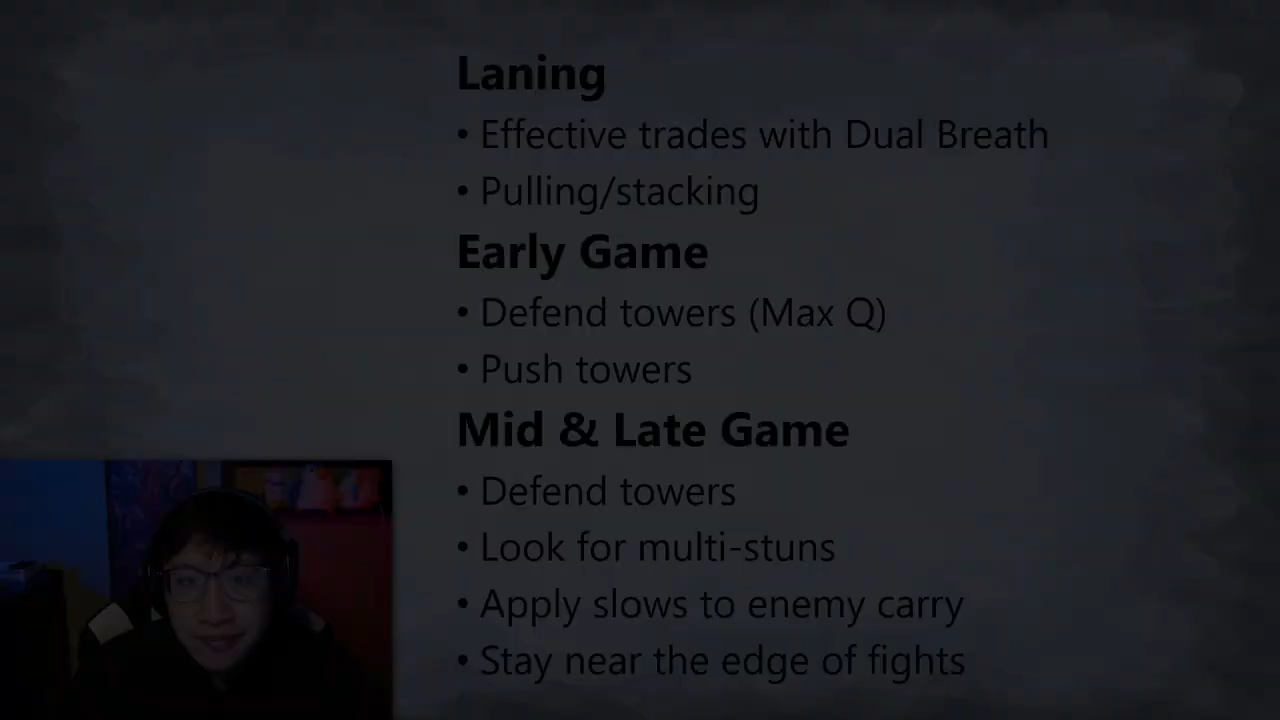 Laning
• Effective trades with Dual Breath
• Pulling/stacking
Early Game
• Defend towers (Max Q)
• Push towers
Mid & Late Game
• Defend towers
• Look for multi-stuns
• Apply slows to enemy carry
• Stay near the edge of fights